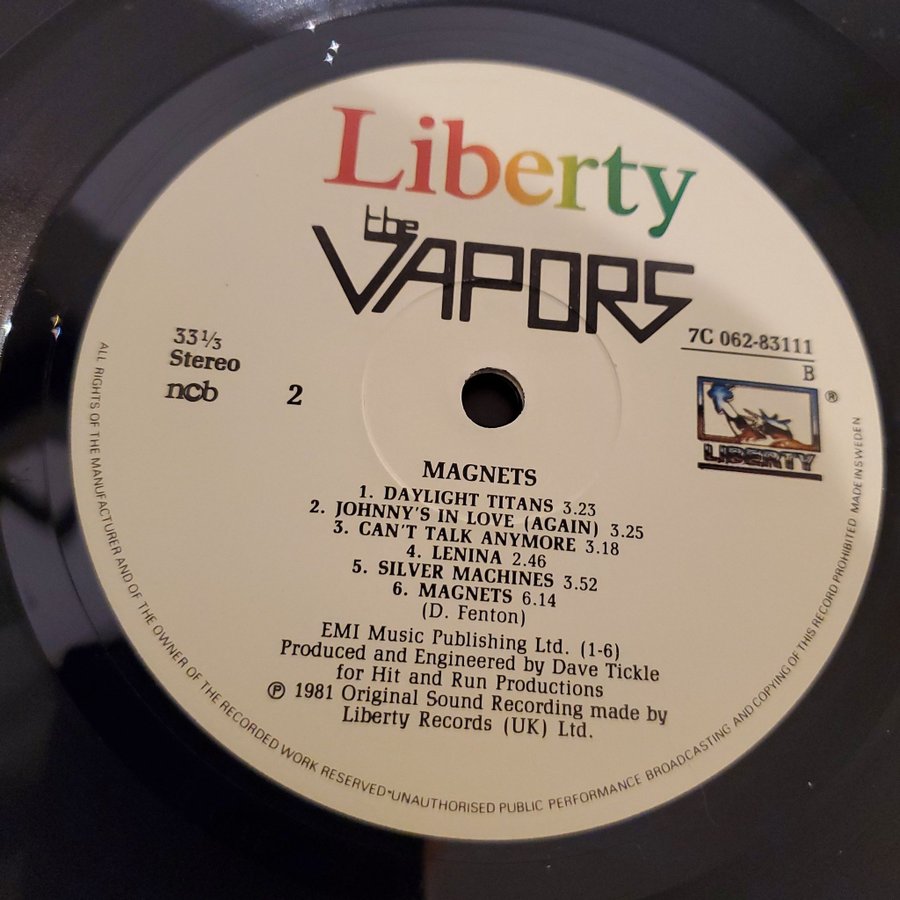 Liberty
the
VAPORS
33⅓
Stereo
ncb
2
7C 062-83111
B
®
LIBERTY
MAGNETS
1. DAYLIGHT TITANS 3.23
2. JOHNNY'S IN LOVE (AGAIN) 3.25
3. CAN'T TALK ANYMORE 3.18
4. LENINA 2.46
5. SILVER MACHINES 3.52
6. MAGNETS 6.14
(D. Fenton)
EMI Music Publishing Ltd. (1-6)
Produced and Engineered by Dave Tickle
for Hit and Run Productions
℗ 1981 Original Sound Recording made by
Liberty Records (UK) Ltd.
ALL RIGHTS OF THE MANUFACTURER AND OF THE OWNER OF THE RECORDED WORK RESERVED·UNAUTHORISED PUBLIC PERFORMANCE BROADCASTING AND COPYING OF THIS RECORD PROHIBITED MADE IN SWEDEN